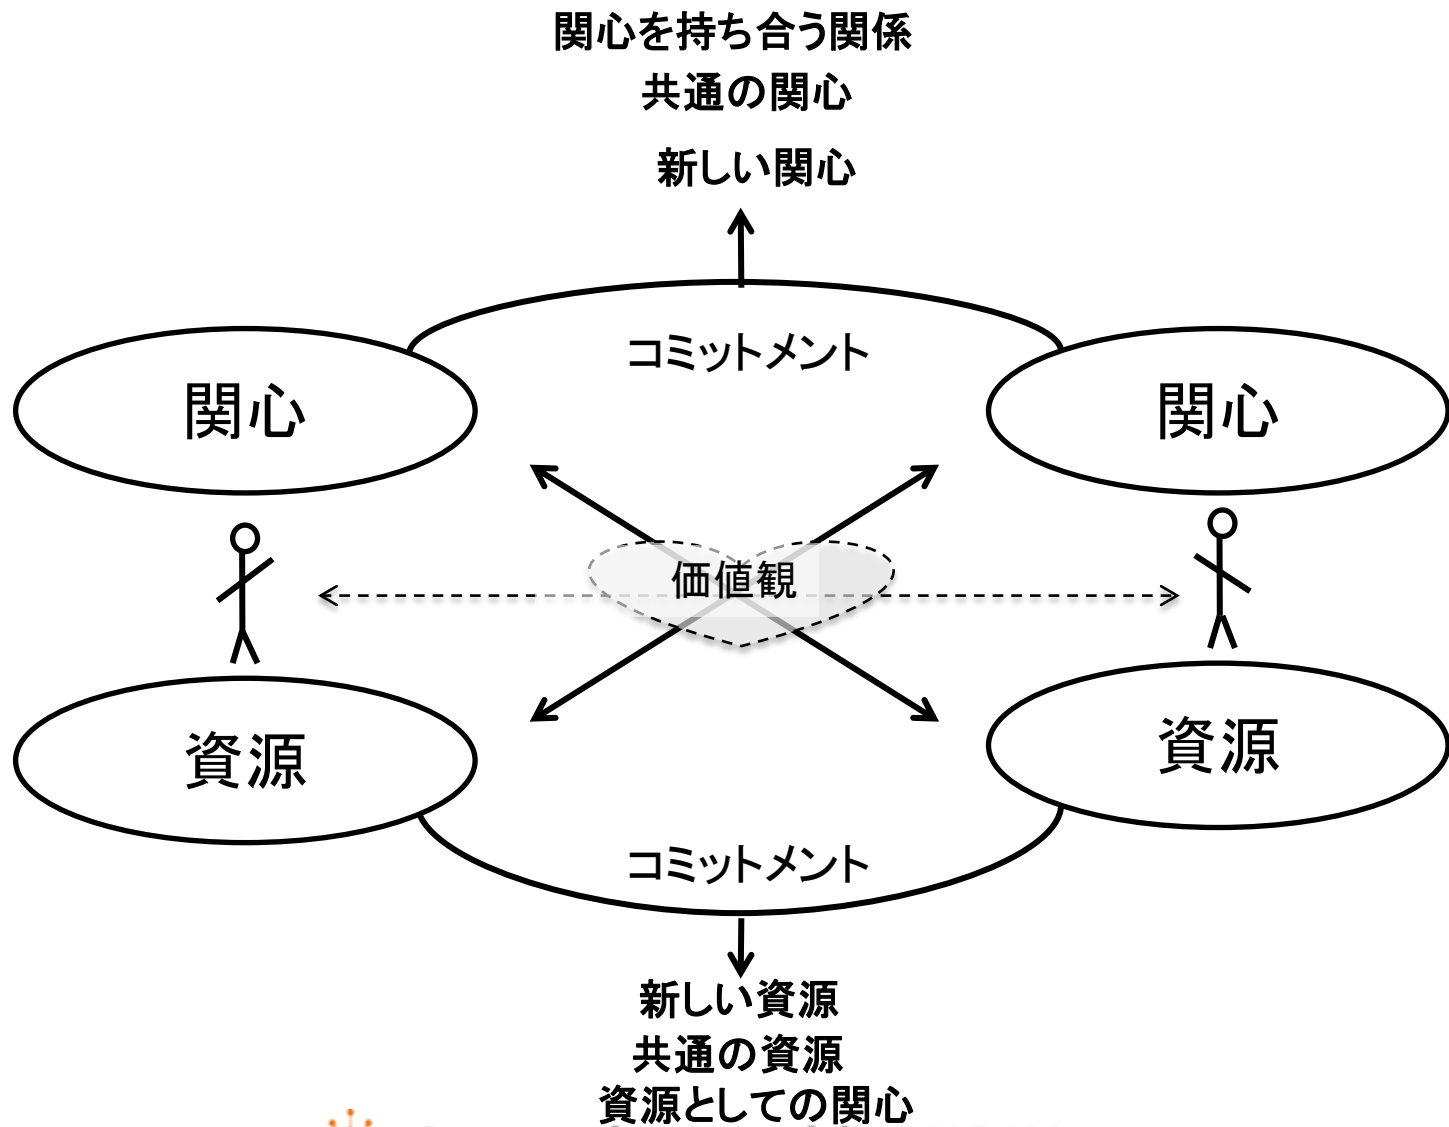 関心を持ち合う関係
共通の関心
新しい関心
コミットメント
関心
関心
価値観
資源
資源
コミットメント
新しい資源
共通の資源
資源としての関心